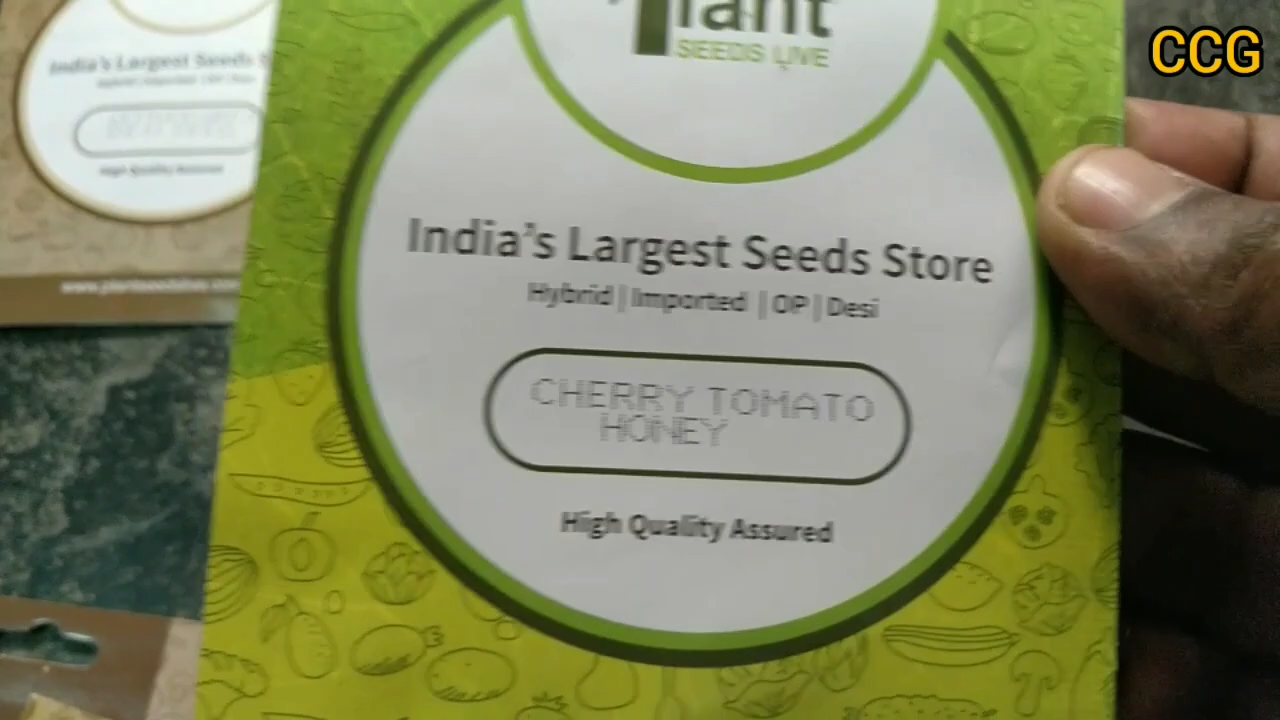 CCG
lant
SEEDS LIVE
India's Largest Seeds Store
Hybrid | Imported | OP | Desi
CHERRY TOMATO
HONEY
High Quality Assured
India's Largest Seeds
High Quality Assured